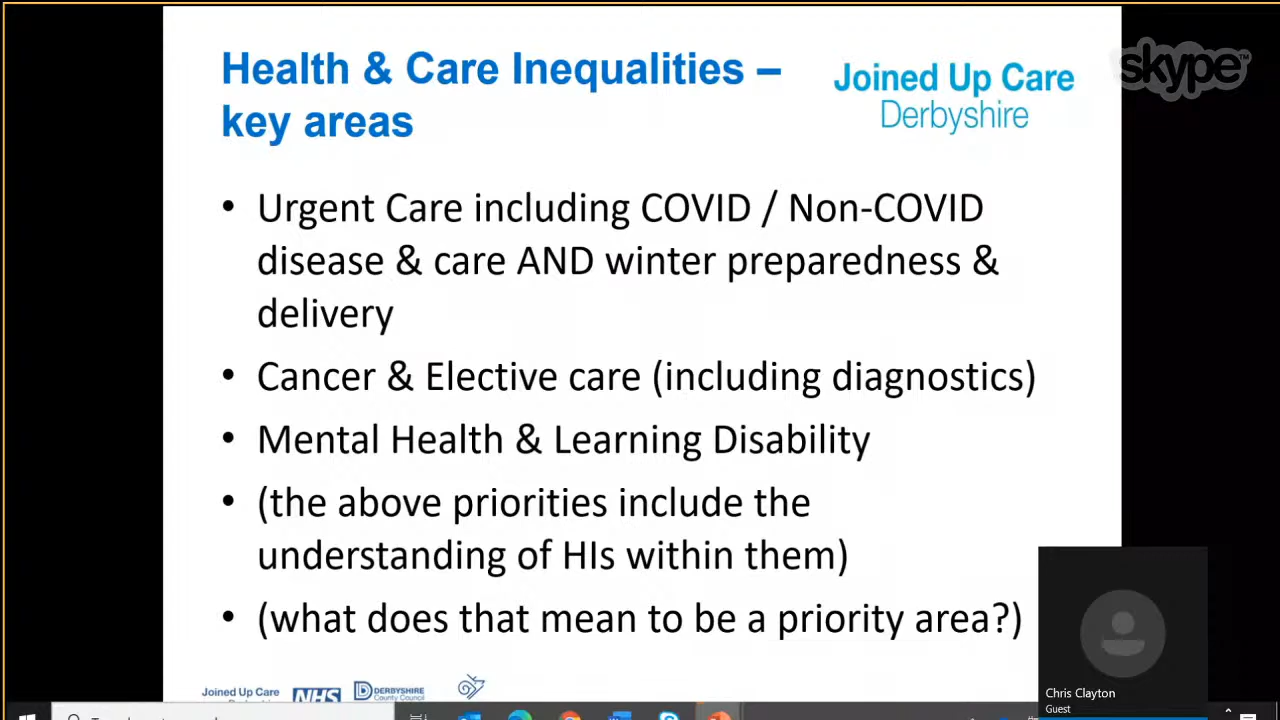 Health & Care Inequalities –
key areas
Joined Up Care
Derbyshire
skype™
• Urgent Care including COVID / Non-COVID
disease & care AND winter preparedness &
delivery
• Cancer & Elective care (including diagnostics)
• Mental Health & Learning Disability
• (the above priorities include the
understanding of HIs within them)
• (what does that mean to be a priority area?)
Joined Up Care
NHS
DERBYSHIRE
County Council
Chris Clayton
Guest